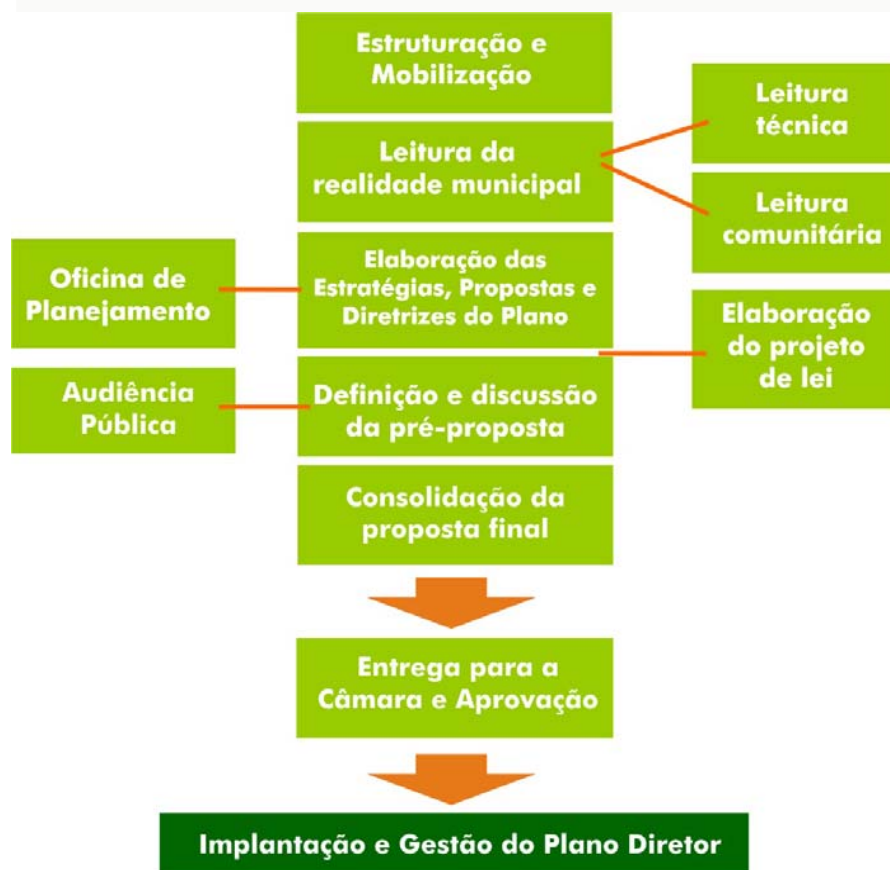 Estruturação e
Mobilização
Leitura da
realidade municipal
Leitura
técnica
Leitura
comunitária
Oficina de
Planejamento
Elaboração das
Estratégias, Propostas e
Diretrizes do Plano
Elaboração
do projeto
de lei
Audiência
Pública
Definição e discussão
da pré-proposta
Consolidação da
proposta final
Entrega para a
Câmara e Aprovação
Implantação e Gestão do Plano Diretor